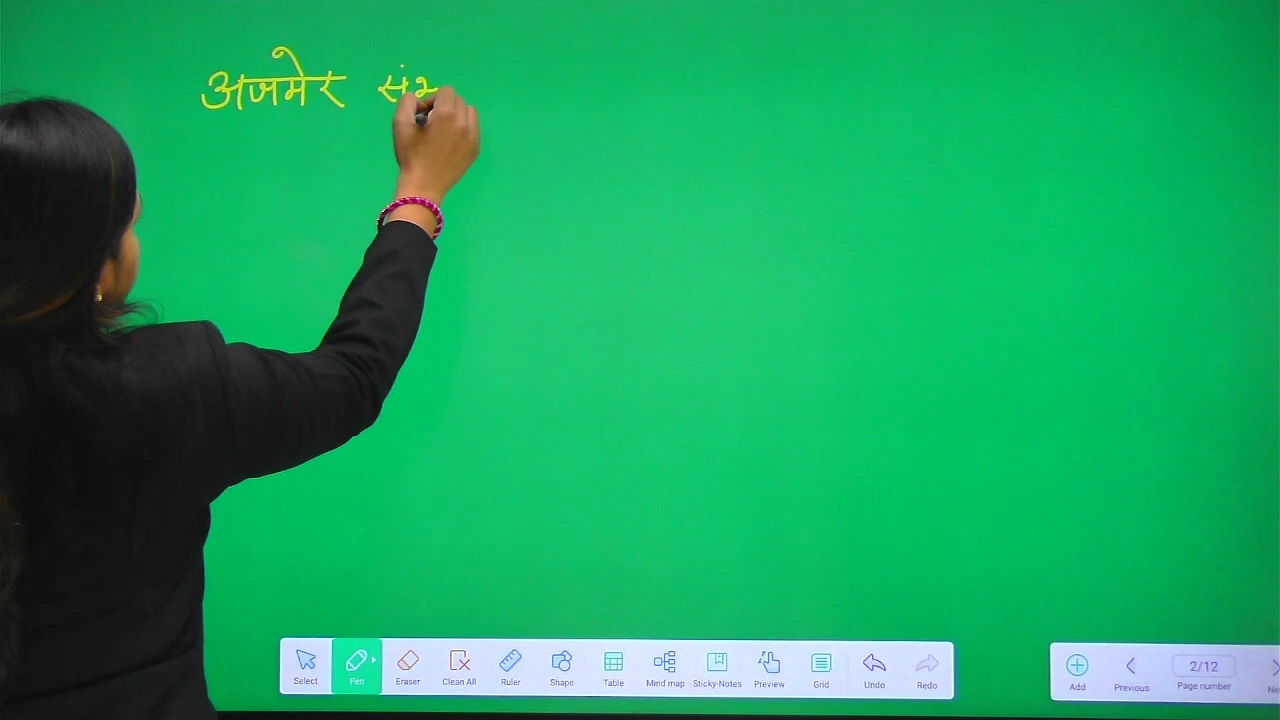 अजमेर सं
Select Pen Eraser Clean All Ruler Shape Table Mind map Sticky-Notes Preview Grid Undo Redo
Add Previous 2/12 Page number